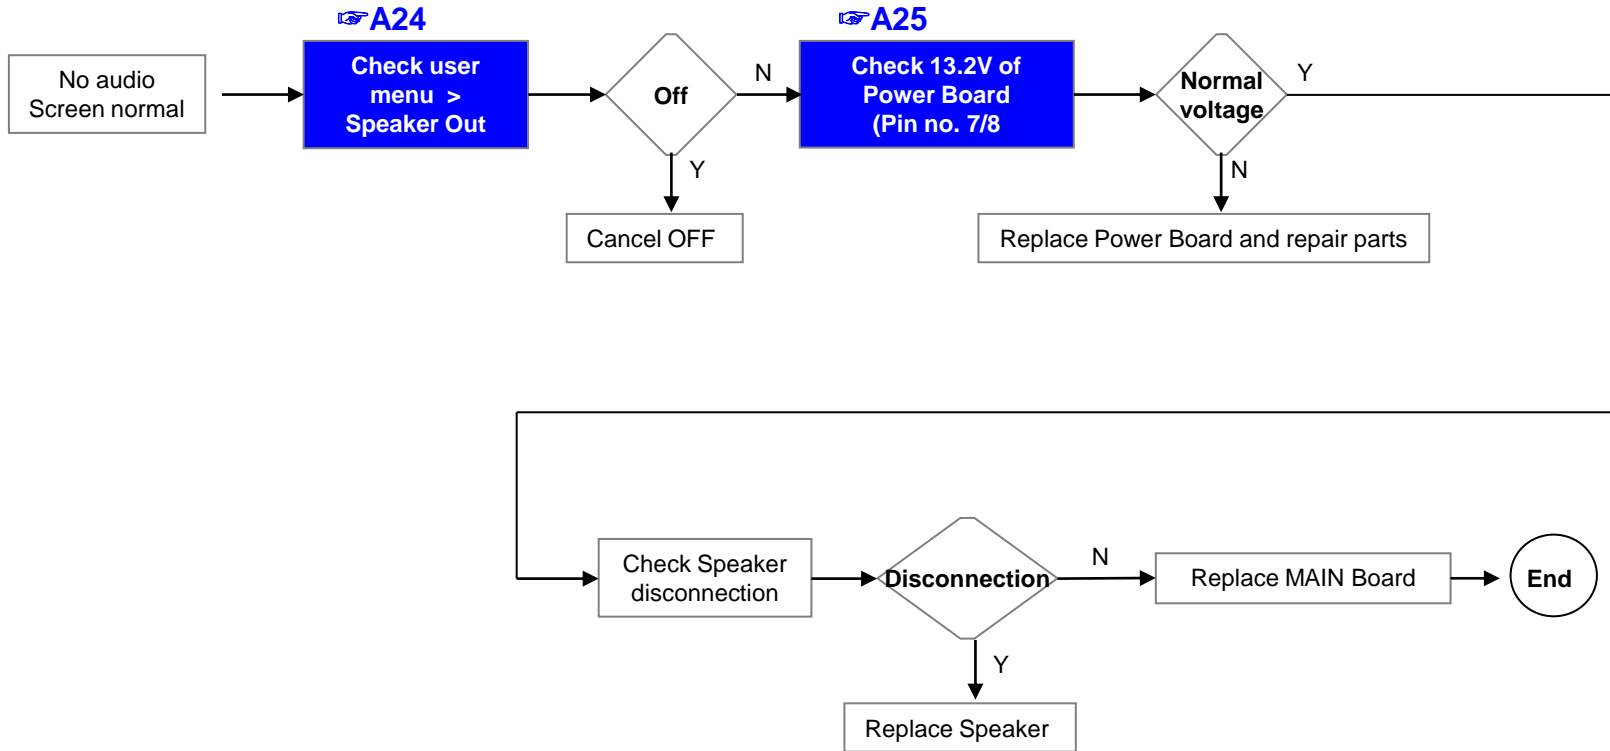 ☞A24
☞A25
No audio
Screen normal
Check user
menu >
Speaker Out
Off
N
Check 13.2V of
Power Board
(Pin no. 7/8
Normal
voltage
Y
Y
N
Cancel OFF
Replace Power Board and repair parts
Check Speaker
disconnection
Disconnection
N
Replace MAIN Board
End
Y
Replace Speaker